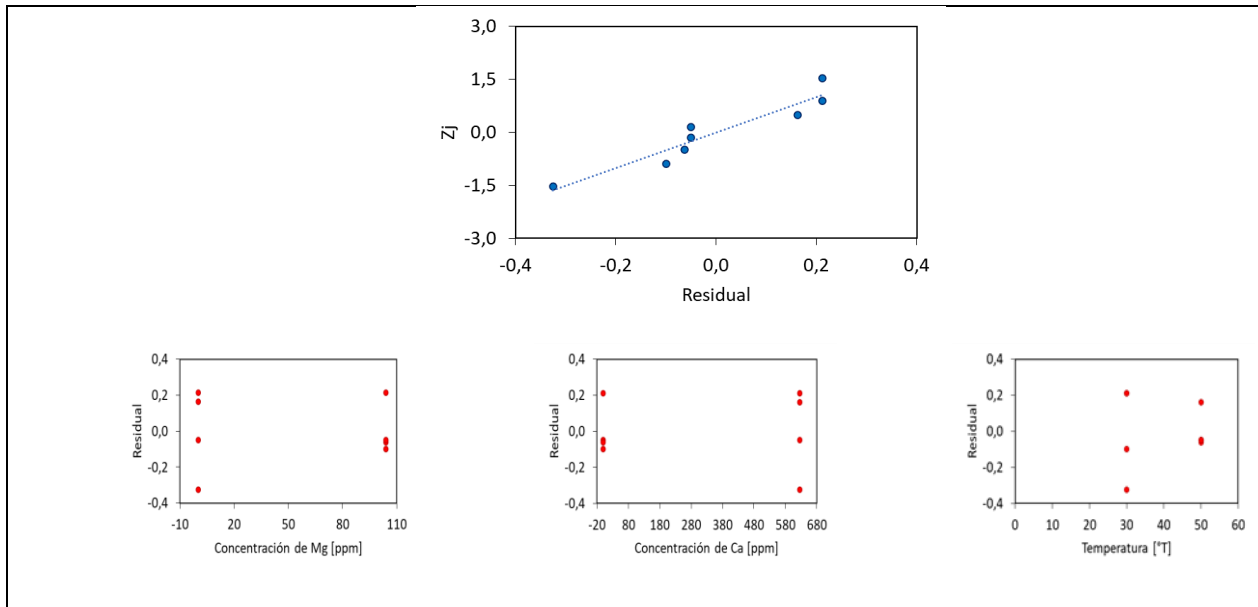 3,0
1,5
0,0
-1,5
-3,0
Zj
-0,4 -0,2 0,0 0,2 0,4
Residual
0,4
0,2
0,0
-0,2
-0,4
Residual
-10 20 50 80 110
Concentración de Mg [ppm]
0,4
0,2
0,0
-0,2
-0,4
Residual
-20 80 180 280 380 480 580 680
Concentración de Ca [ppm]
0,4
0,2
0,0
-0,2
-0,4
Residual
0 10 20 30 40 50 60
Temperatura [°T]